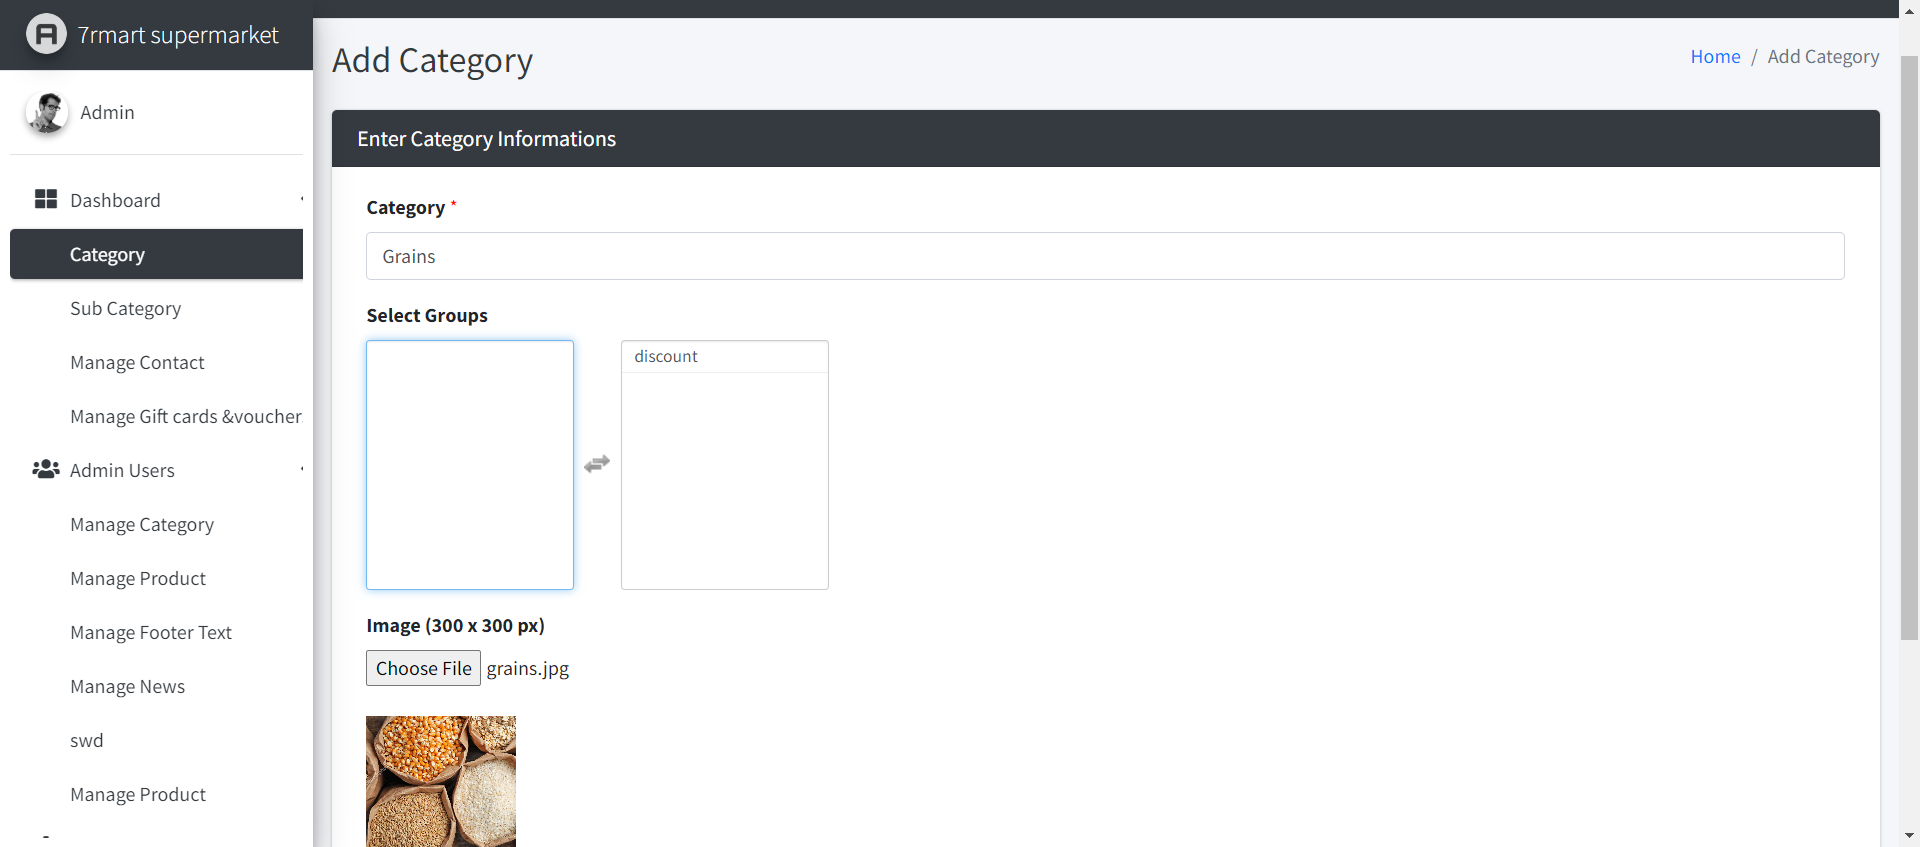 7rmart supermarket
Admin
Dashboard
Category
Sub Category
Manage Contact
Manage Gift cards &voucher
Admin Users
Manage Category
Manage Product
Manage Footer Text
Manage News
swd
Manage Product
Add Category
Home / Add Category
Enter Category Informations
Category *
Grains
Select Groups
discount
Image (300 x 300 px)
Choose File grains.jpg